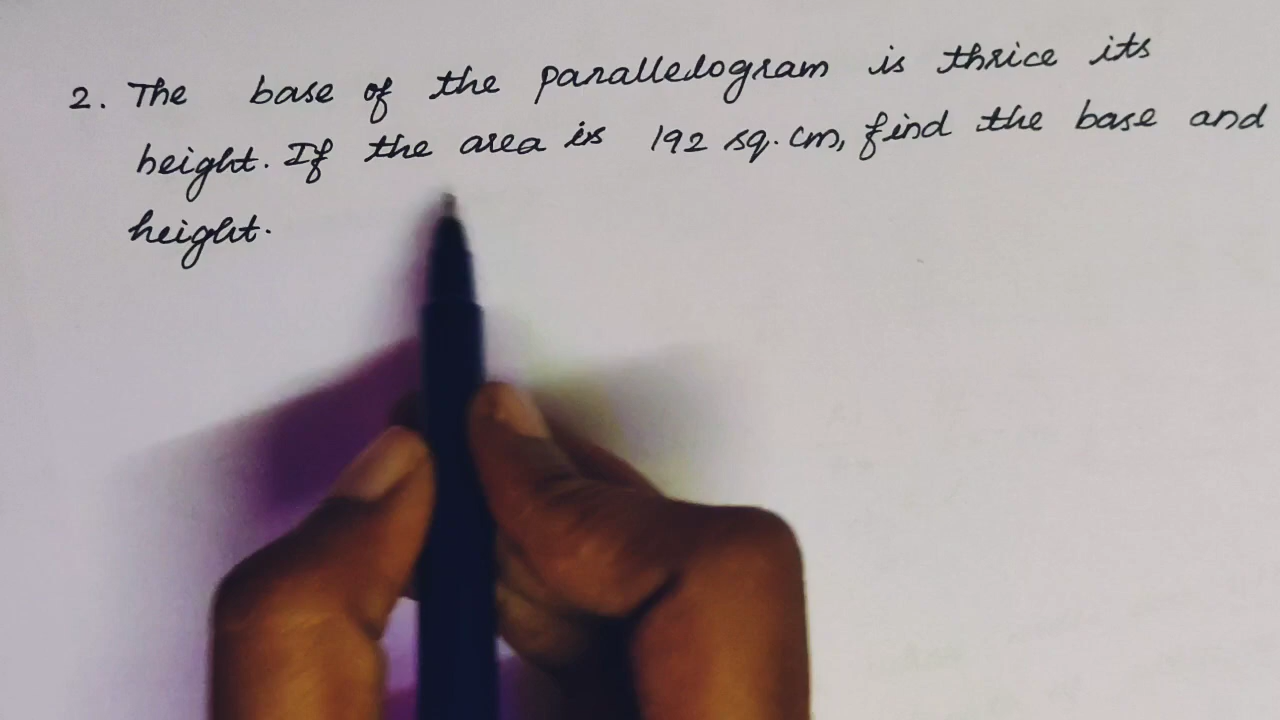 2. The base of the parallelogram is thrice its
height. If the area is 192 sq. cm, find the base and
height.